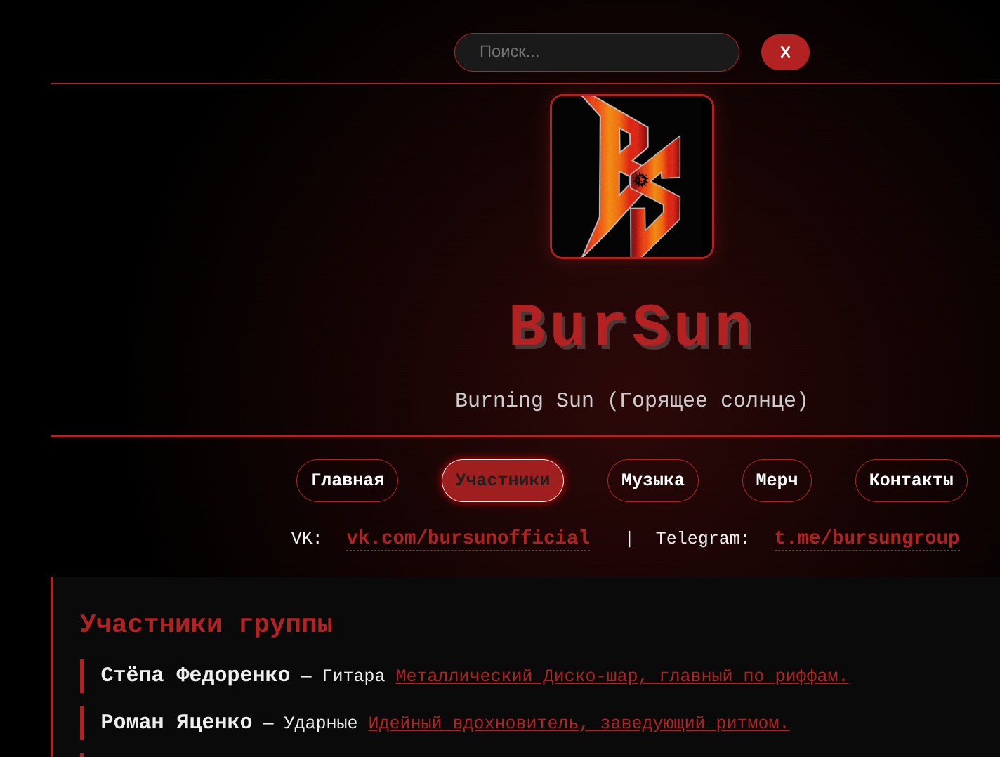 Поиск...
X
BS
BurSun
Burning Sun (Горящее солнце)
Главная Участники Музыка Мерч Контакты
VK: vk.com/bursunofficial | Telegram: t.me/bursungroup
Участники группы
Стёпа Федоренко — Гитара Металлический Диско-шар, главный по риффам.
Роман Яценко — Ударные Идейный вдохновитель, заведующий ритмом.